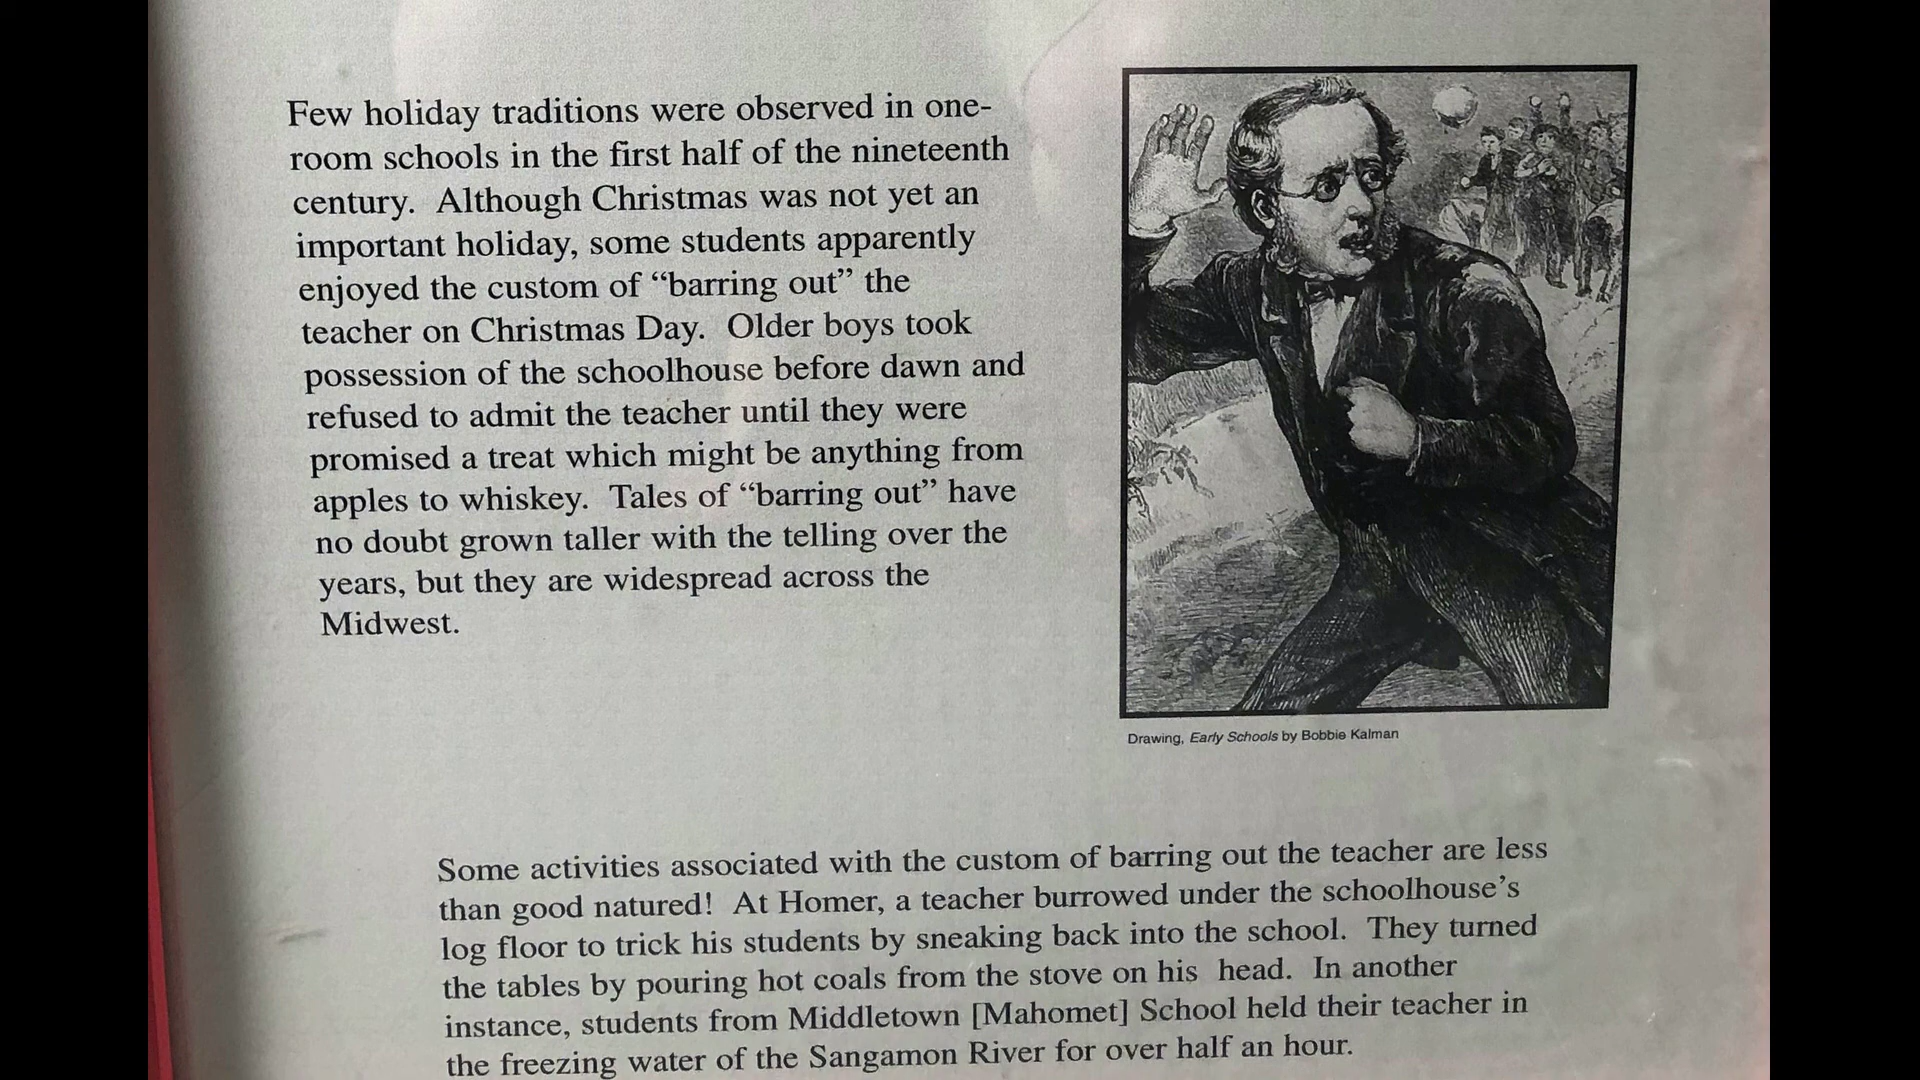 Few holiday traditions were observed in one-
room schools in the first half of the nineteenth
century.  Although Christmas was not yet an
important holiday, some students apparently
enjoyed the custom of “barring out” the
teacher on Christmas Day.  Older boys took
possession of the schoolhouse before dawn and
refused to admit the teacher until they were
promised a treat which might be anything from
apples to whiskey.  Tales of “barring out” have
no doubt grown taller with the telling over the
years, but they are widespread across the
Midwest.
Drawing, Early Schools by Bobbie Kalman
Some activities associated with the custom of barring out the teacher are less
than good natured!  At Homer, a teacher burrowed under the schoolhouse’s
log floor to trick his students by sneaking back into the school.  They turned
the tables by pouring hot coals from the stove on his  head.  In another
instance, students from Middletown [Mahomet] School held their teacher in
the freezing water of the Sangamon River for over half an hour.